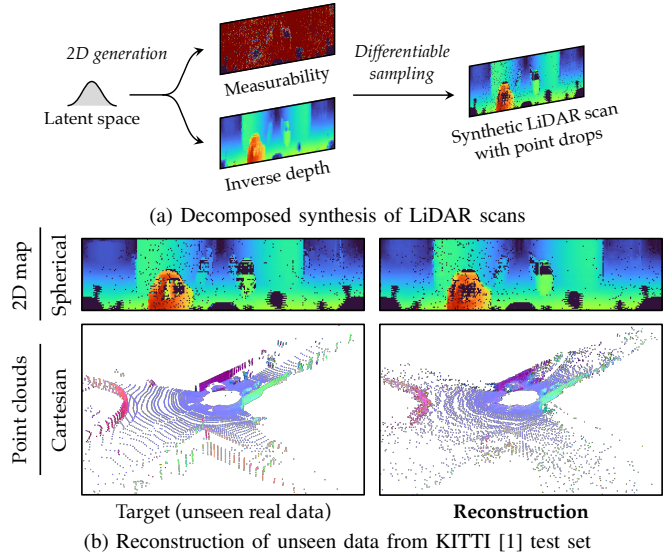 2D generation
Latent space
Measurability
Inverse depth
Differentiable
sampling
Synthetic LiDAR scan
with point drops
(a) Decomposed synthesis of LiDAR scans
2D map
Spherical
Point clouds
Cartesian
Target (unseen real data)
Reconstruction
(b) Reconstruction of unseen data from KITTI [1] test set